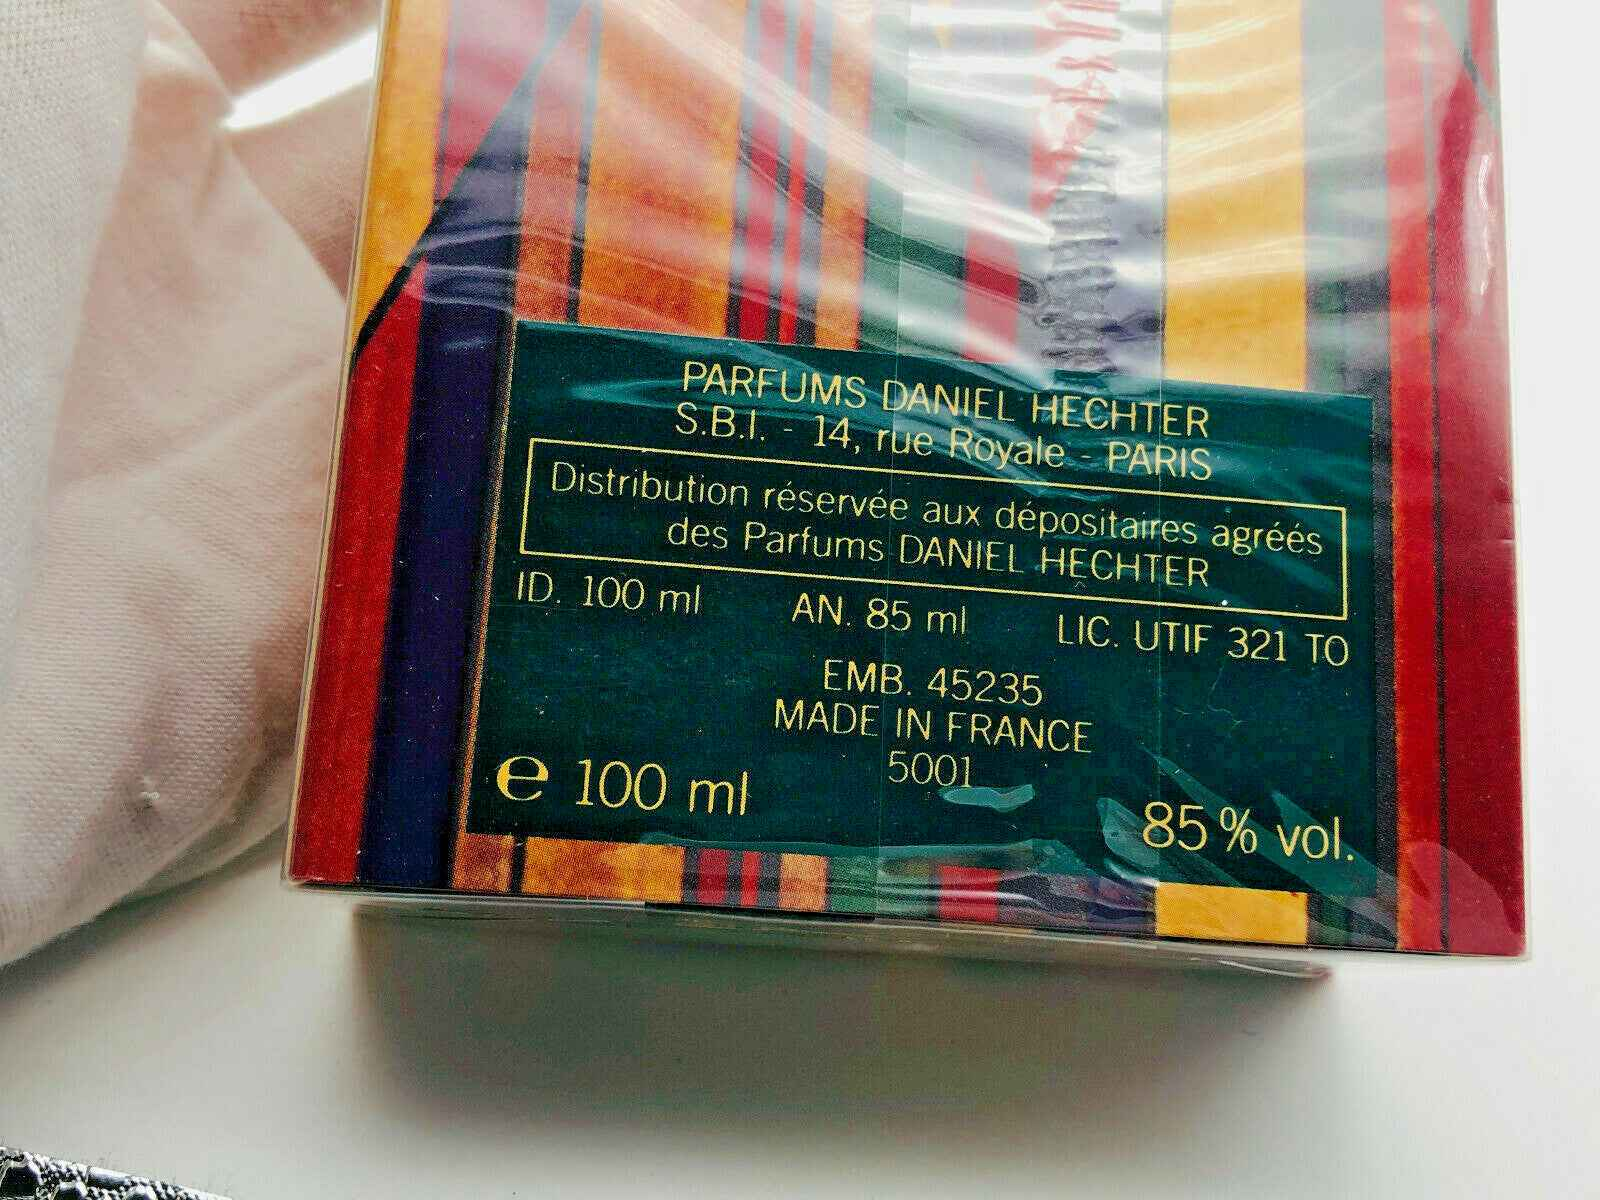 PARFUMS DANIEL HECHTER
S.B.I. - 14, rue Royale - PARIS
Distribution réservée aux dépositaires agréés
des Parfums DANIEL HECHTER
ID. 100 ml AN. 85 ml LIC. UTIF 321 TO
EMB. 45235
MADE IN FRANCE
5001
e 100 ml 85% vol.